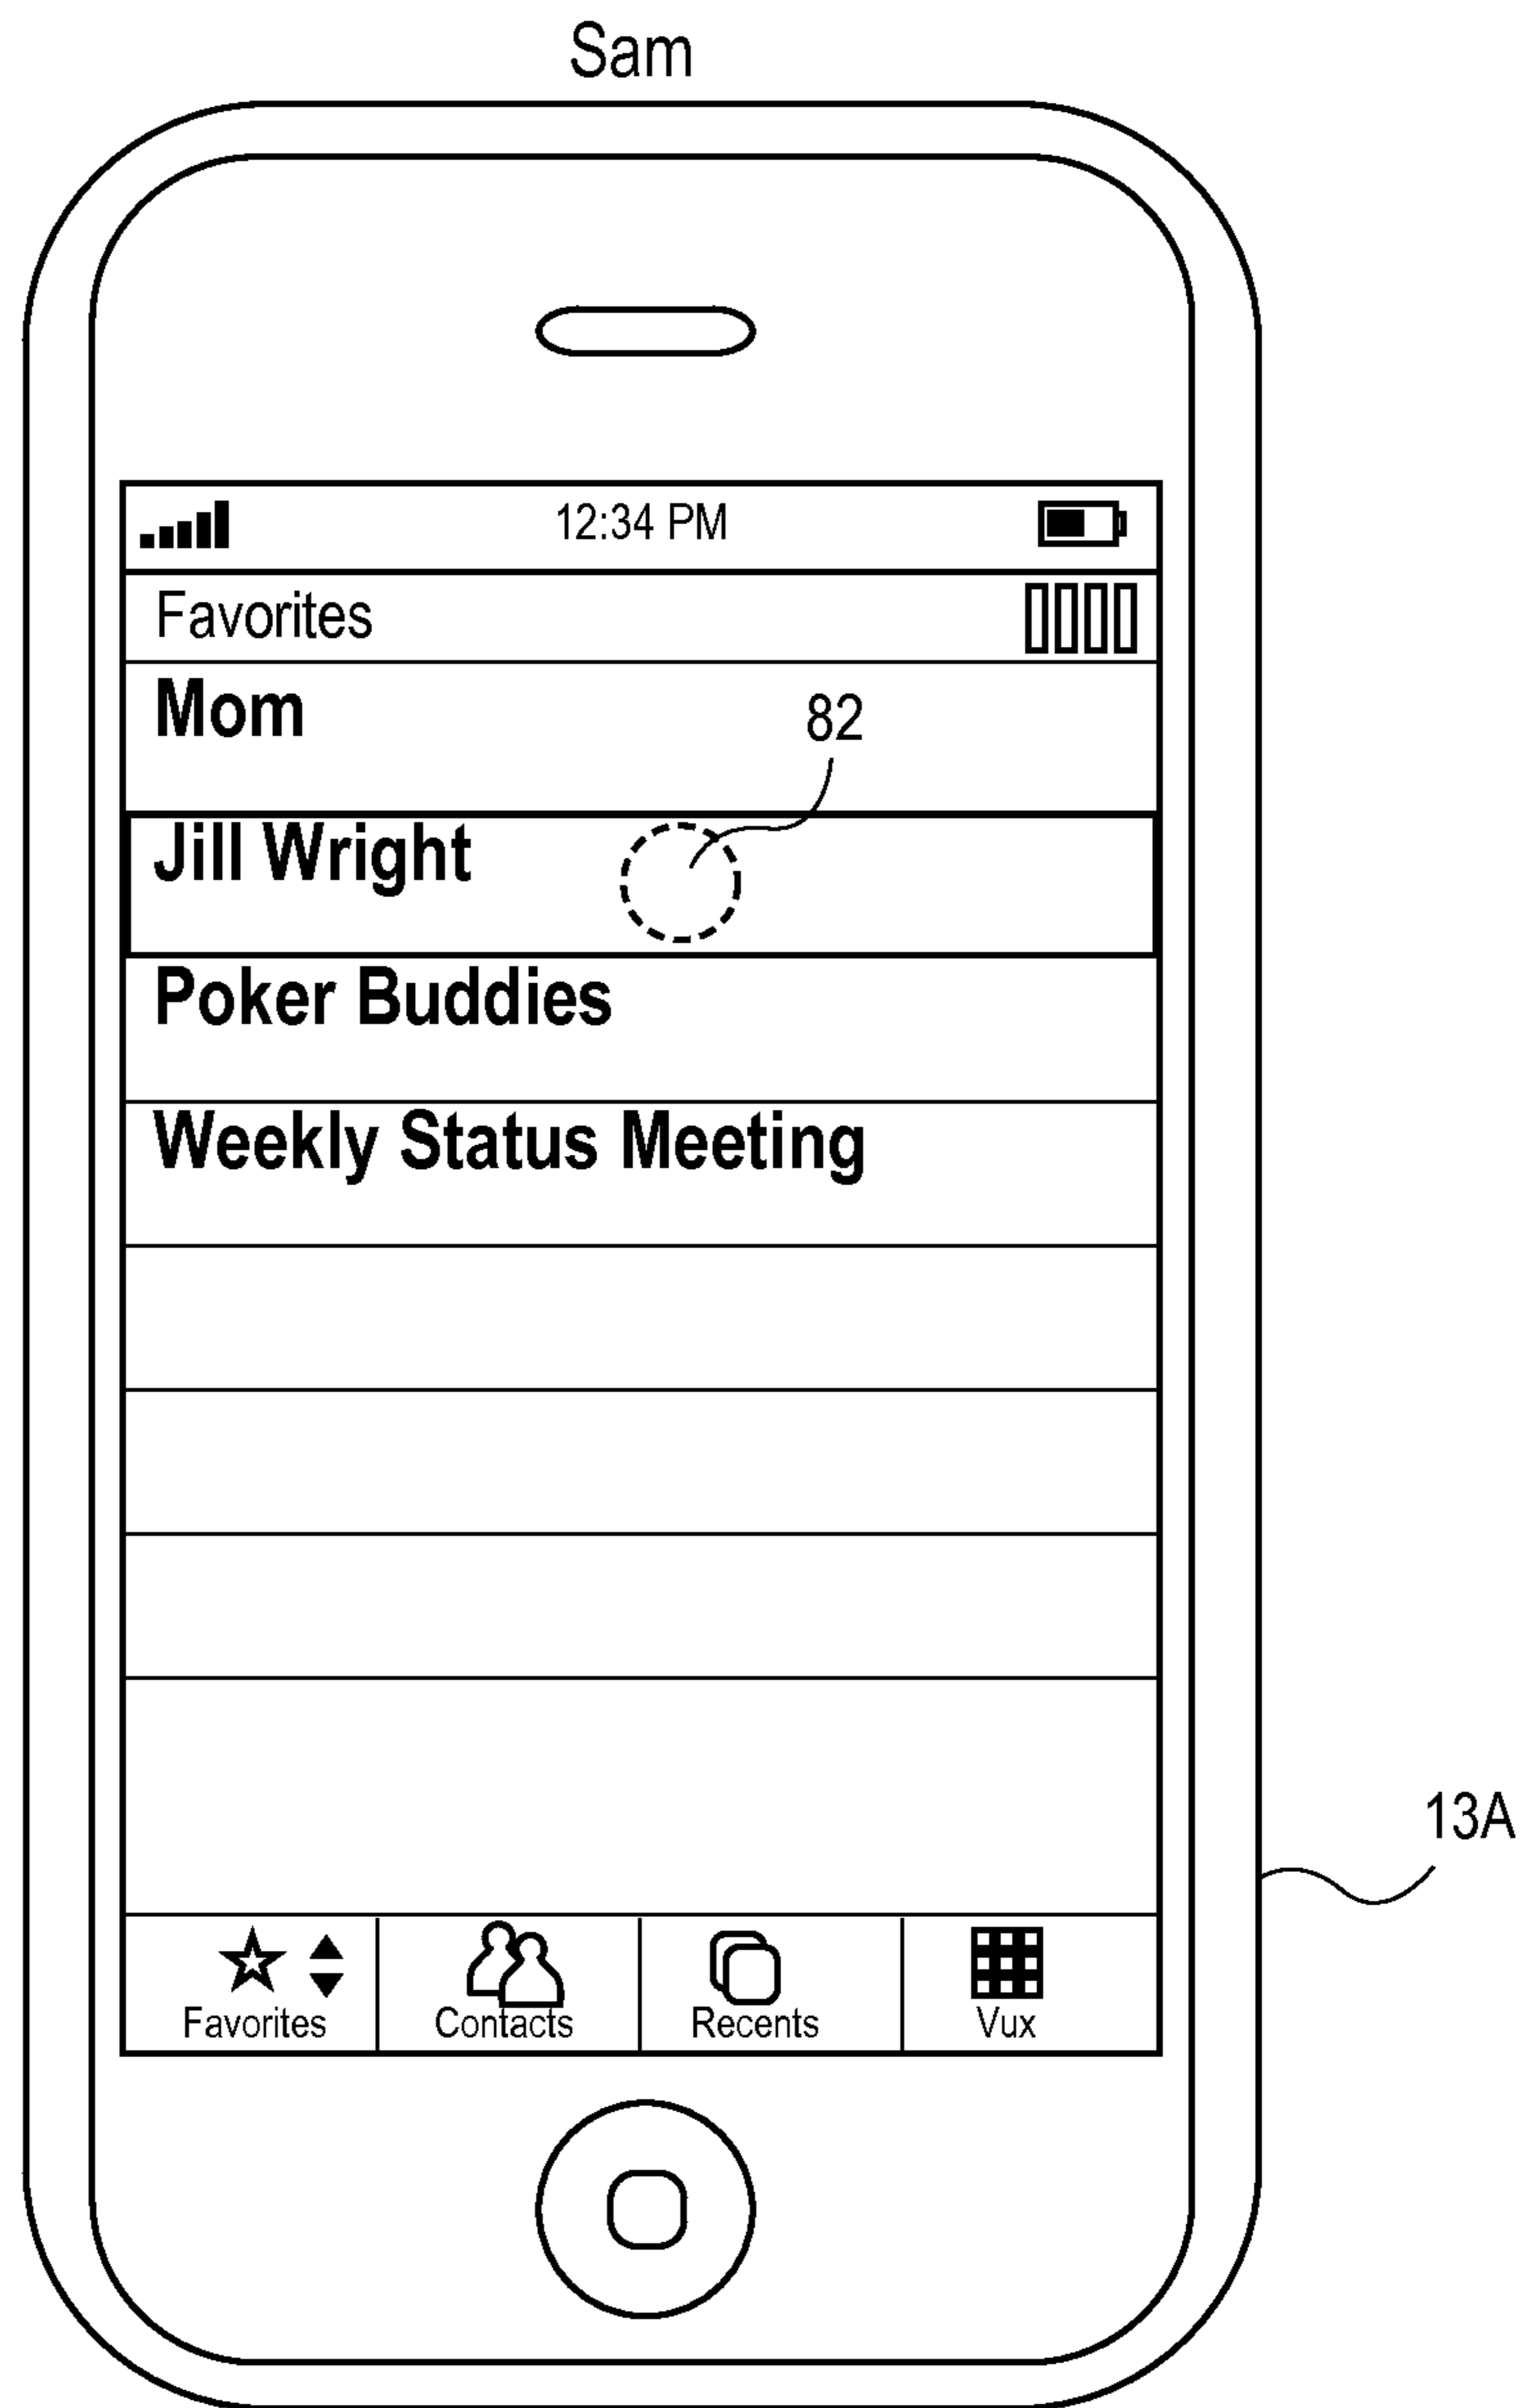 Sam
12:34 PM
Favorites
Mom
82
Jill Wright
Poker Buddies
Weekly Status Meeting
13A
Favorites Contacts Recents Vux